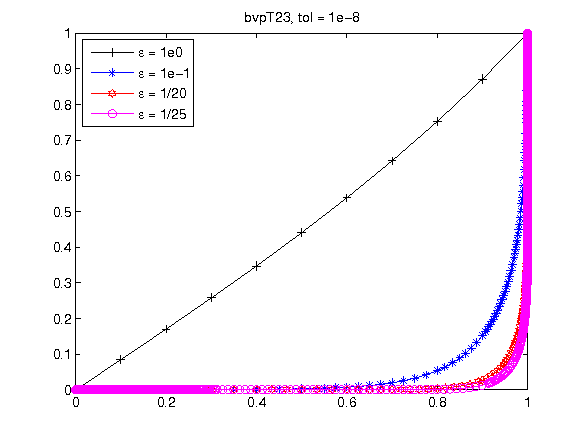 bvpT23, tol = 1e-8
ε = 1e0
ε = 1e-1
ε = 1/20
ε = 1/25
1
0.9
0.8
0.7
0.6
0.5
0.4
0.3
0.2
0.1
0
0 0.2 0.4 0.6 0.8 1